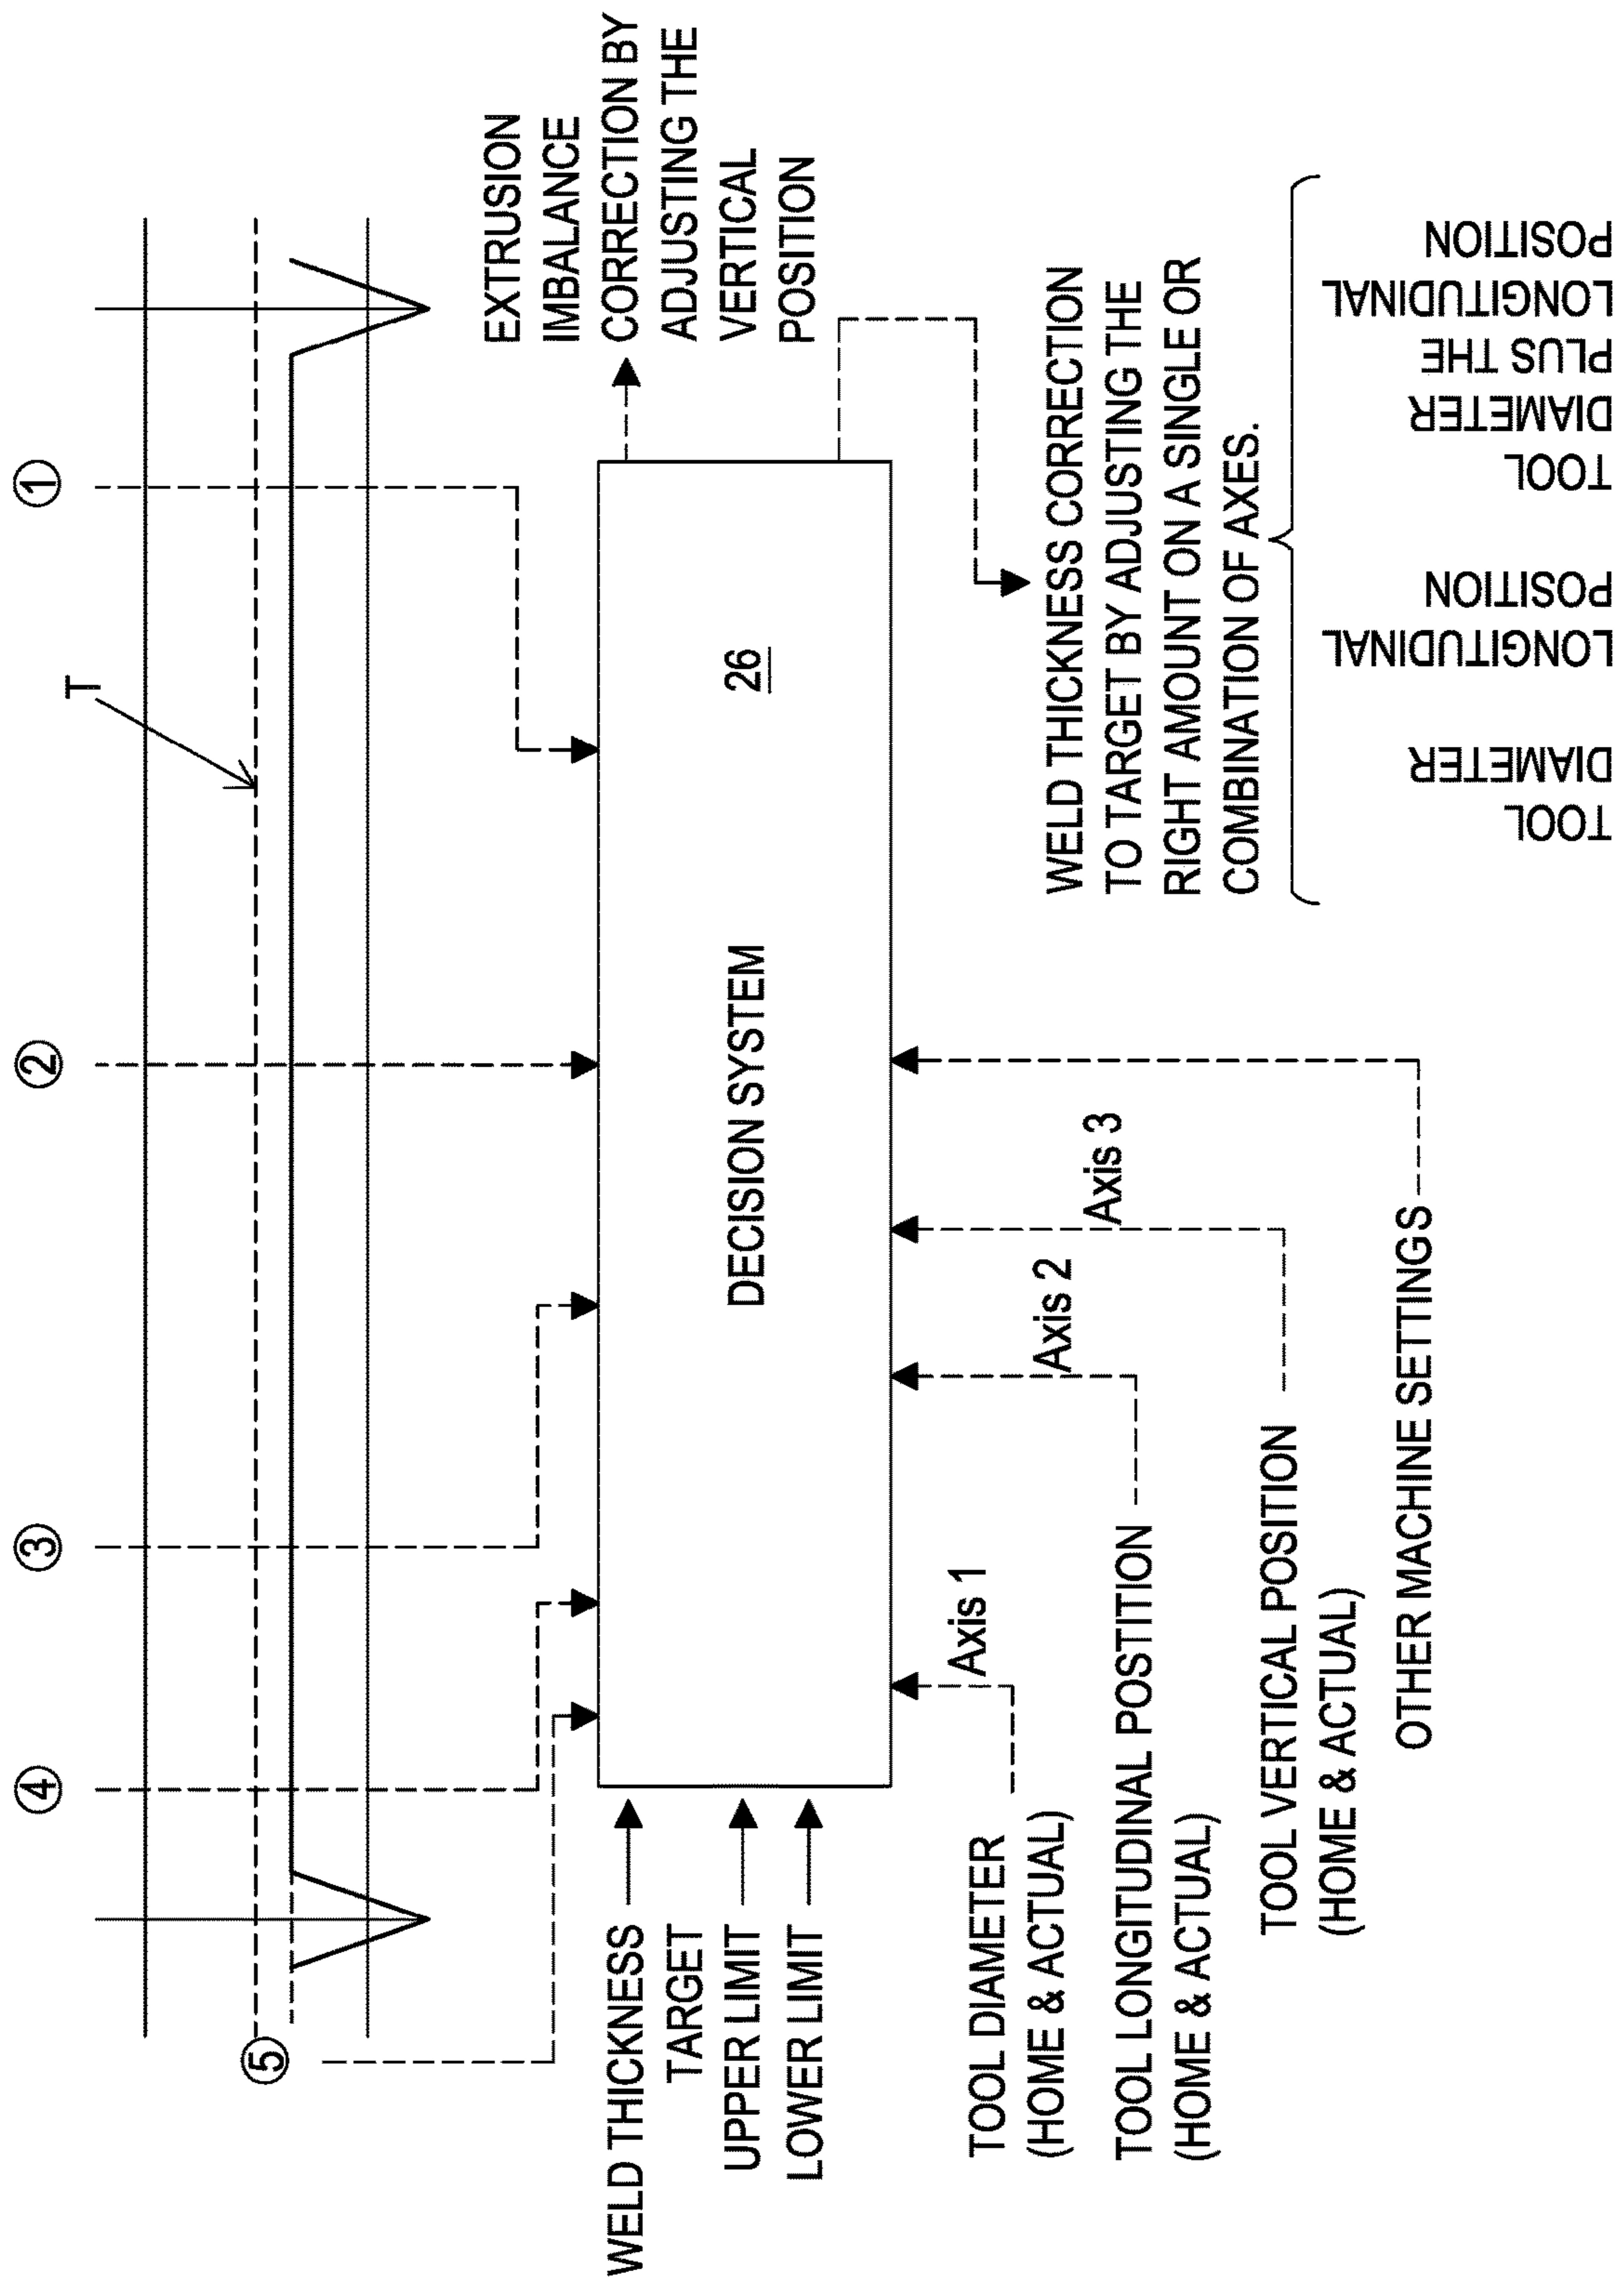 ⑤
④
③
②
①
T
WELD THICKNESS
TARGET
UPPER LIMIT
LOWER LIMIT
DECISION SYSTEM
26
EXTRUSION
IMBALANCE
CORRECTION BY
ADJUSTING THE
VERTICAL
POSITION
TOOL DIAMETER
(HOME & ACTUAL)
Axis 1
TOOL LONGITUDINAL POSTITION
(HOME & ACTUAL)
Axis 2
TOOL VERTICAL POSITION
(HOME & ACTUAL)
Axis 3
OTHER MACHINE SETTINGS
WELD THICKNESS CORRECTION
TO TARGET BY ADJUSTING THE
RIGHT AMOUNT ON A SINGLE OR
COMBINATION OF AXES.
TOOL
DIAMETER
LONGITUDINAL
POSITION
TOOL
DIAMETER
PLUS THE
LONGITUDINAL
POSITION